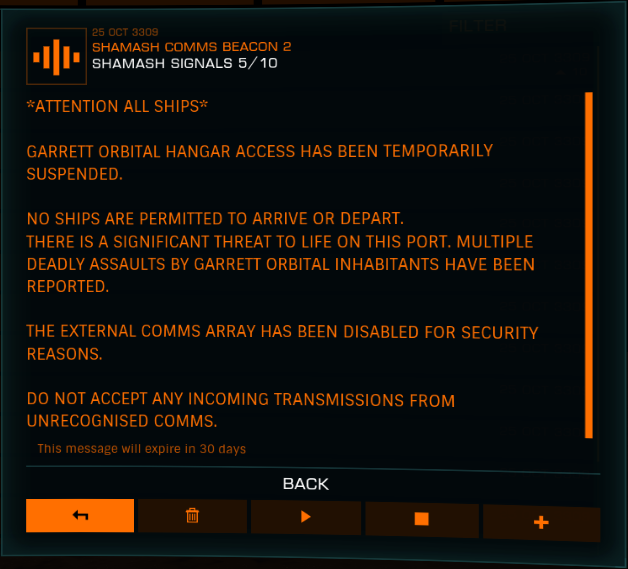 FILTER
25 OCT 3309
SHAMASH COMMS BEACON 2
SHAMASH SIGNALS 5/10
*ATTENTION ALL SHIPS*
GARRETT ORBITAL HANGAR ACCESS HAS BEEN TEMPORARILY
SUSPENDED.
NO SHIPS ARE PERMITTED TO ARRIVE OR DEPART.
THERE IS A SIGNIFICANT THREAT TO LIFE ON THIS PORT. MULTIPLE
DEADLY ASSAULTS BY GARRETT ORBITAL INHABITANTS HAVE BEEN
REPORTED.
THE EXTERNAL COMMS ARRAY HAS BEEN DISABLED FOR SECURITY
REASONS.
DO NOT ACCEPT ANY INCOMING TRANSMISSIONS FROM
UNRECOGNISED COMMS.
This message will expire in 30 days
BACK